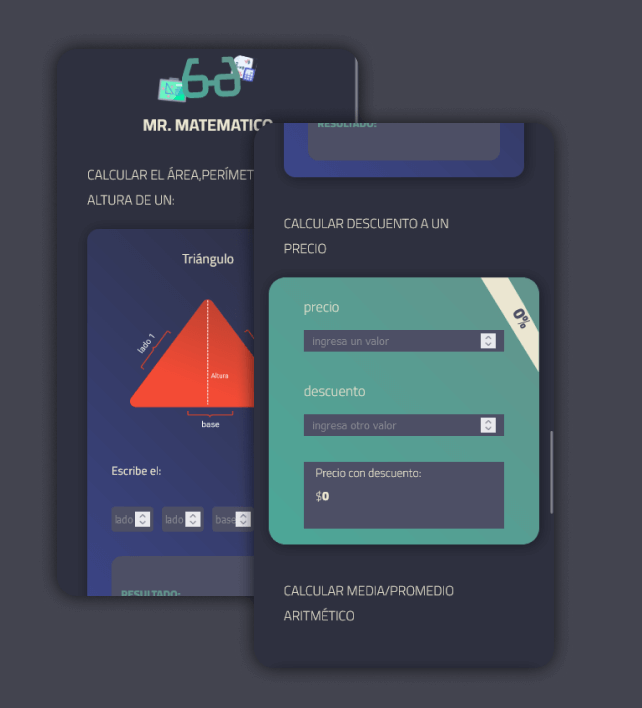 MR. MATEMATICO
CALCULAR EL ÁREA,PERÍMET
ALTURA DE UN:
Triángulo
lado 1
Altura
base
Escribe el:
lado
lado
base
RESULTADO:
RESULTADO:
CALCULAR DESCUENTO A UN
PRECIO
0%
precio
ingresa un valor
descuento
ingresa otro valor
Precio con descuento:
$0
CALCULAR MEDIA/PROMEDIO
ARITMÉTICO